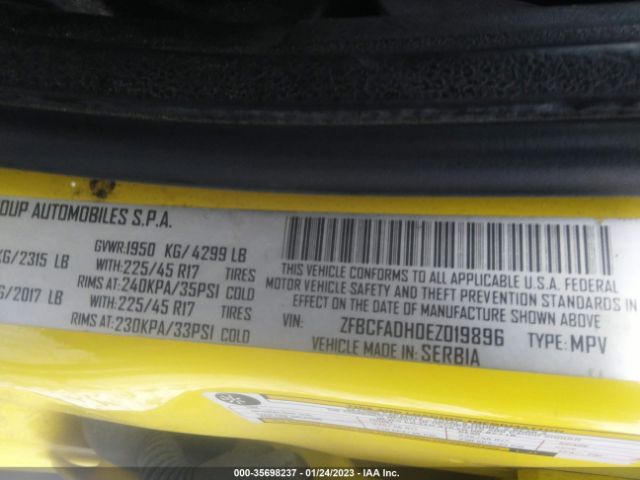 OUP AUTOMOBILES S.P.A.
GVWR:1950 KG/4299 LB
KG/2315 LB WITH:225/45 R17 TIRES
RIMS AT:240KPA/35PSI COLD
G/2017 LB WITH:225/45 R17 TIRES
RIMS AT:230KPA/33PSI COLD
THIS VEHICLE CONFORMS TO ALL APPLICABLE U.S.A. FEDERAL
MOTOR VEHICLE SAFETY, BUMPER, AND THEFT PREVENTION STANDARDS IN
EFFECT ON THE DATE OF MANUFACTURE SHOWN ABOVE.
VIN: ZFBCFADH0EZ019896 TYPE: MPV
VEHICLE MADE IN: SERBIA
000-35698237 - 01/24/2023 - IAA Inc.